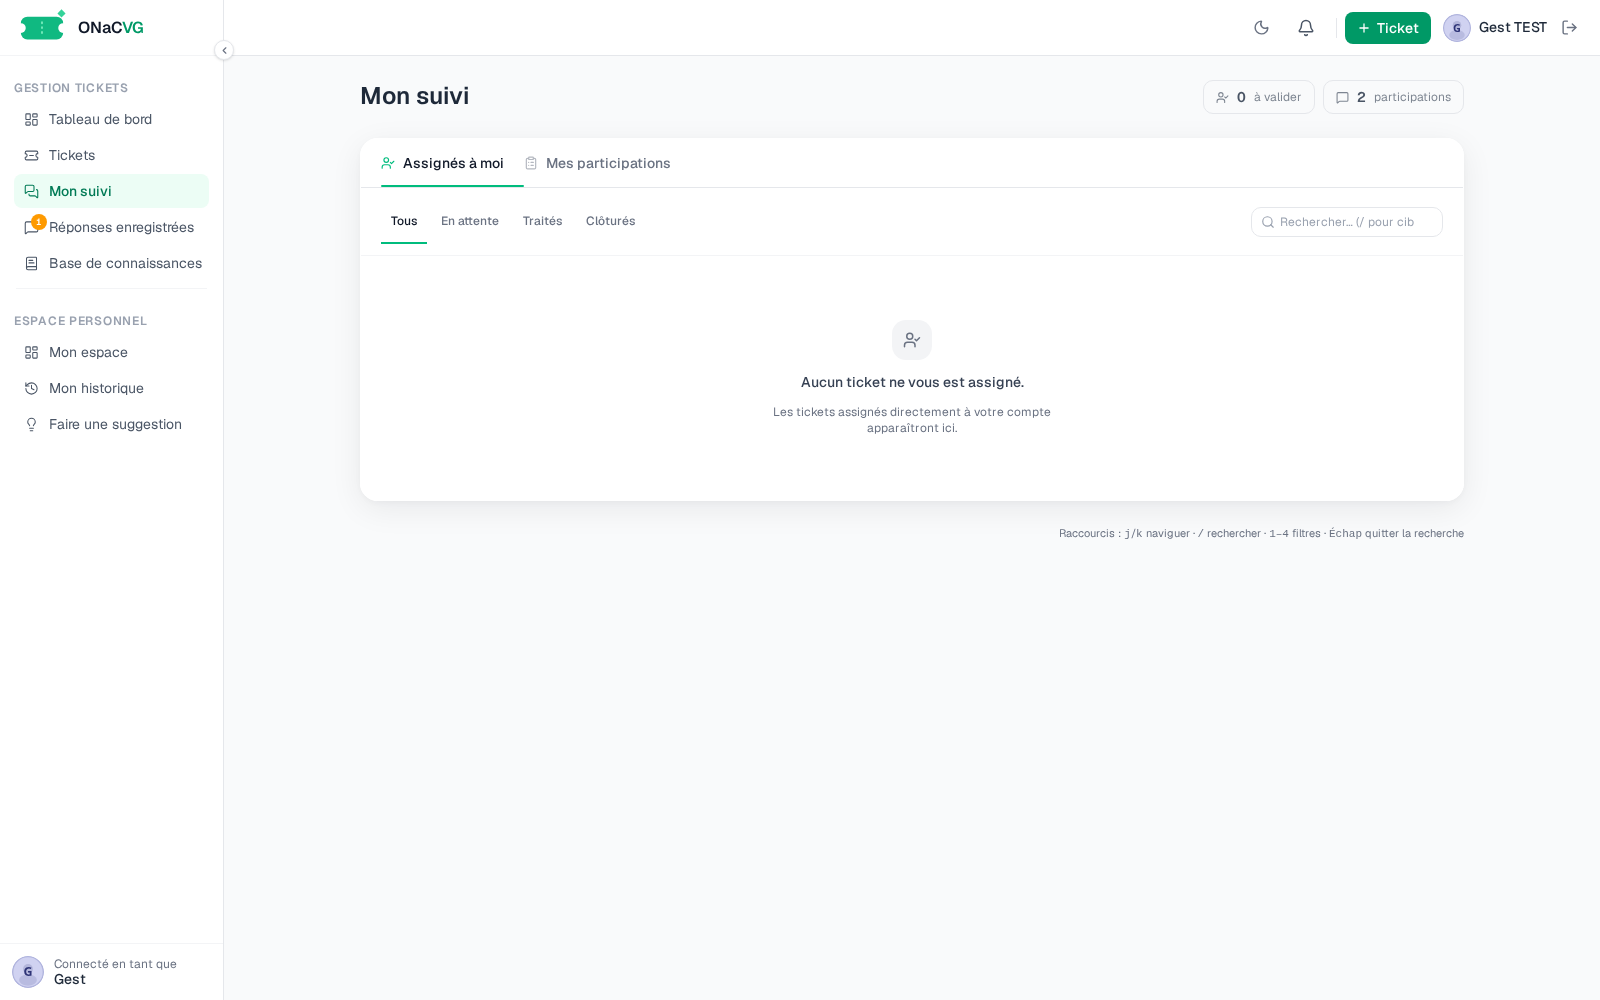 ONaCVG
+ Ticket
G
Gest TEST
GESTION TICKETS
Tableau de bord
Tickets
Mon suivi
1
Réponses enregistrées
Base de connaissances
ESPACE PERSONNEL
Mon espace
Mon historique
Faire une suggestion
G
Connecté en tant que
Gest
Mon suivi
0 à valider
2 participations
Assignés à moi
Mes participations
Tous
En attente
Traités
Clôturés
Rechercher… (/ pour cib
Aucun ticket ne vous est assigné.
Les tickets assignés directement à votre compte
apparaîtront ici.
Raccourcis : j/k naviguer · / rechercher · 1–4 filtres · Échap quitter la recherche